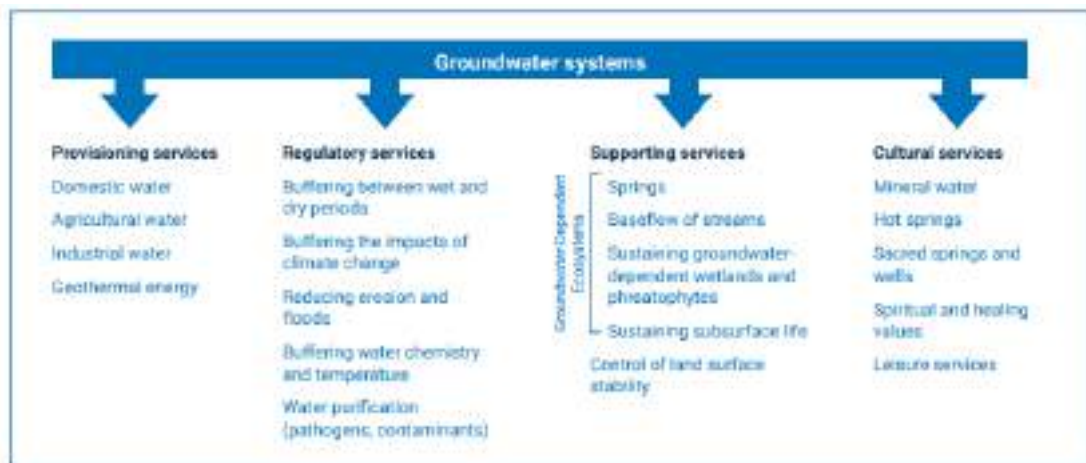 Groundwater systems
Provisioning services
Domestic water
Agricultural water
Industrial water
Geothermal energy
Regulatory services
Buffering between wet and
dry periods
Buffering the impacts of
climate change
Reducing erosion and
floods
Buffering water chemistry
and temperature
Water purification
(pathogens, contaminants)
Supporting services
Groundwater-Dependent
Ecosystems
Springs
Baseflow of streams
Sustaining groundwater-
dependent wetlands and
phreatophytes
Sustaining subsurface life
Control of land surface
stability
Cultural services
Mineral water
Hot springs
Sacred springs and
wells
Spiritual and healing
values
Leisure services